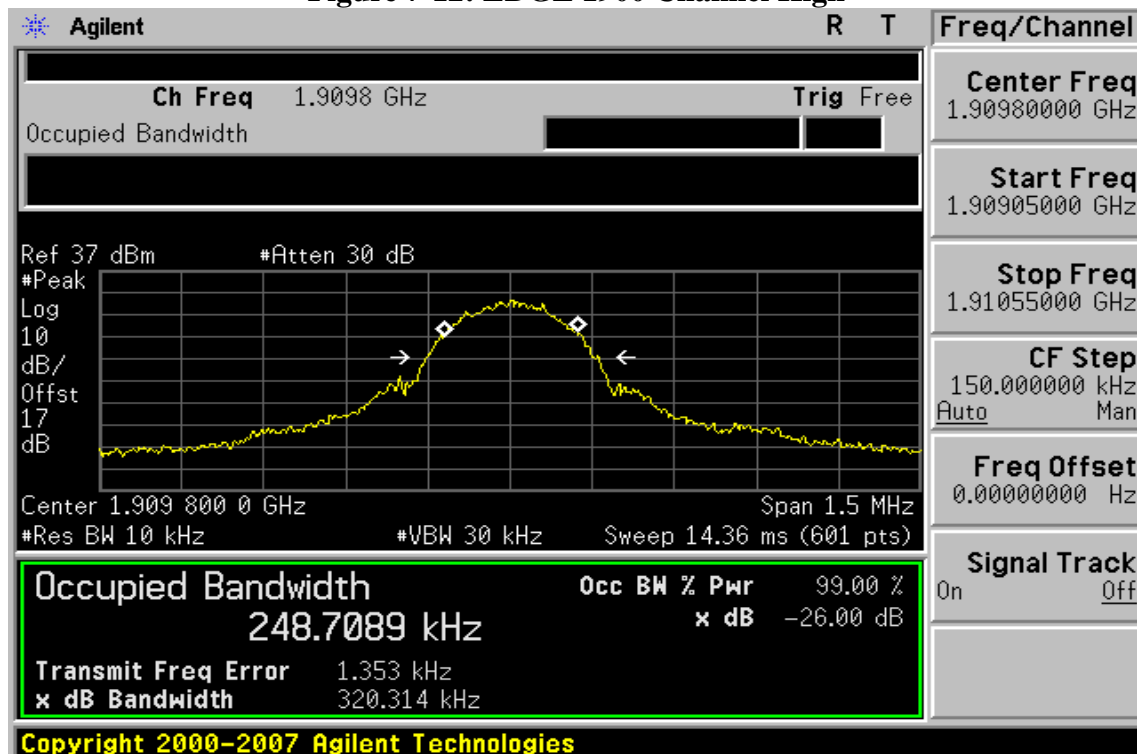 Agilent R T Freq/Channel
Ch Freq 1.9098 GHz Trig Free
Occupied Bandwidth
Center Freq
1.90980000 GHz
Start Freq
1.90905000 GHz
Stop Freq
1.91055000 GHz
CF Step
150.000000 kHz
Auto Man
Freq Offset
0.00000000 Hz
Signal Track
On Off
Ref 37 dBm #Atten 30 dB
#Peak
Log
10
dB/
Offst
17
dB
Center 1.909 800 0 GHz Span 1.5 MHz
#Res BW 10 kHz #VBW 30 kHz Sweep 14.36 ms (601 pts)
Occupied Bandwidth Occ BW % Pwr 99.00 %
248.7089 kHz x dB -26.00 dB
Transmit Freq Error 1.353 kHz
x dB Bandwidth 320.314 kHz
Copyright 2000-2007 Agilent Technologies